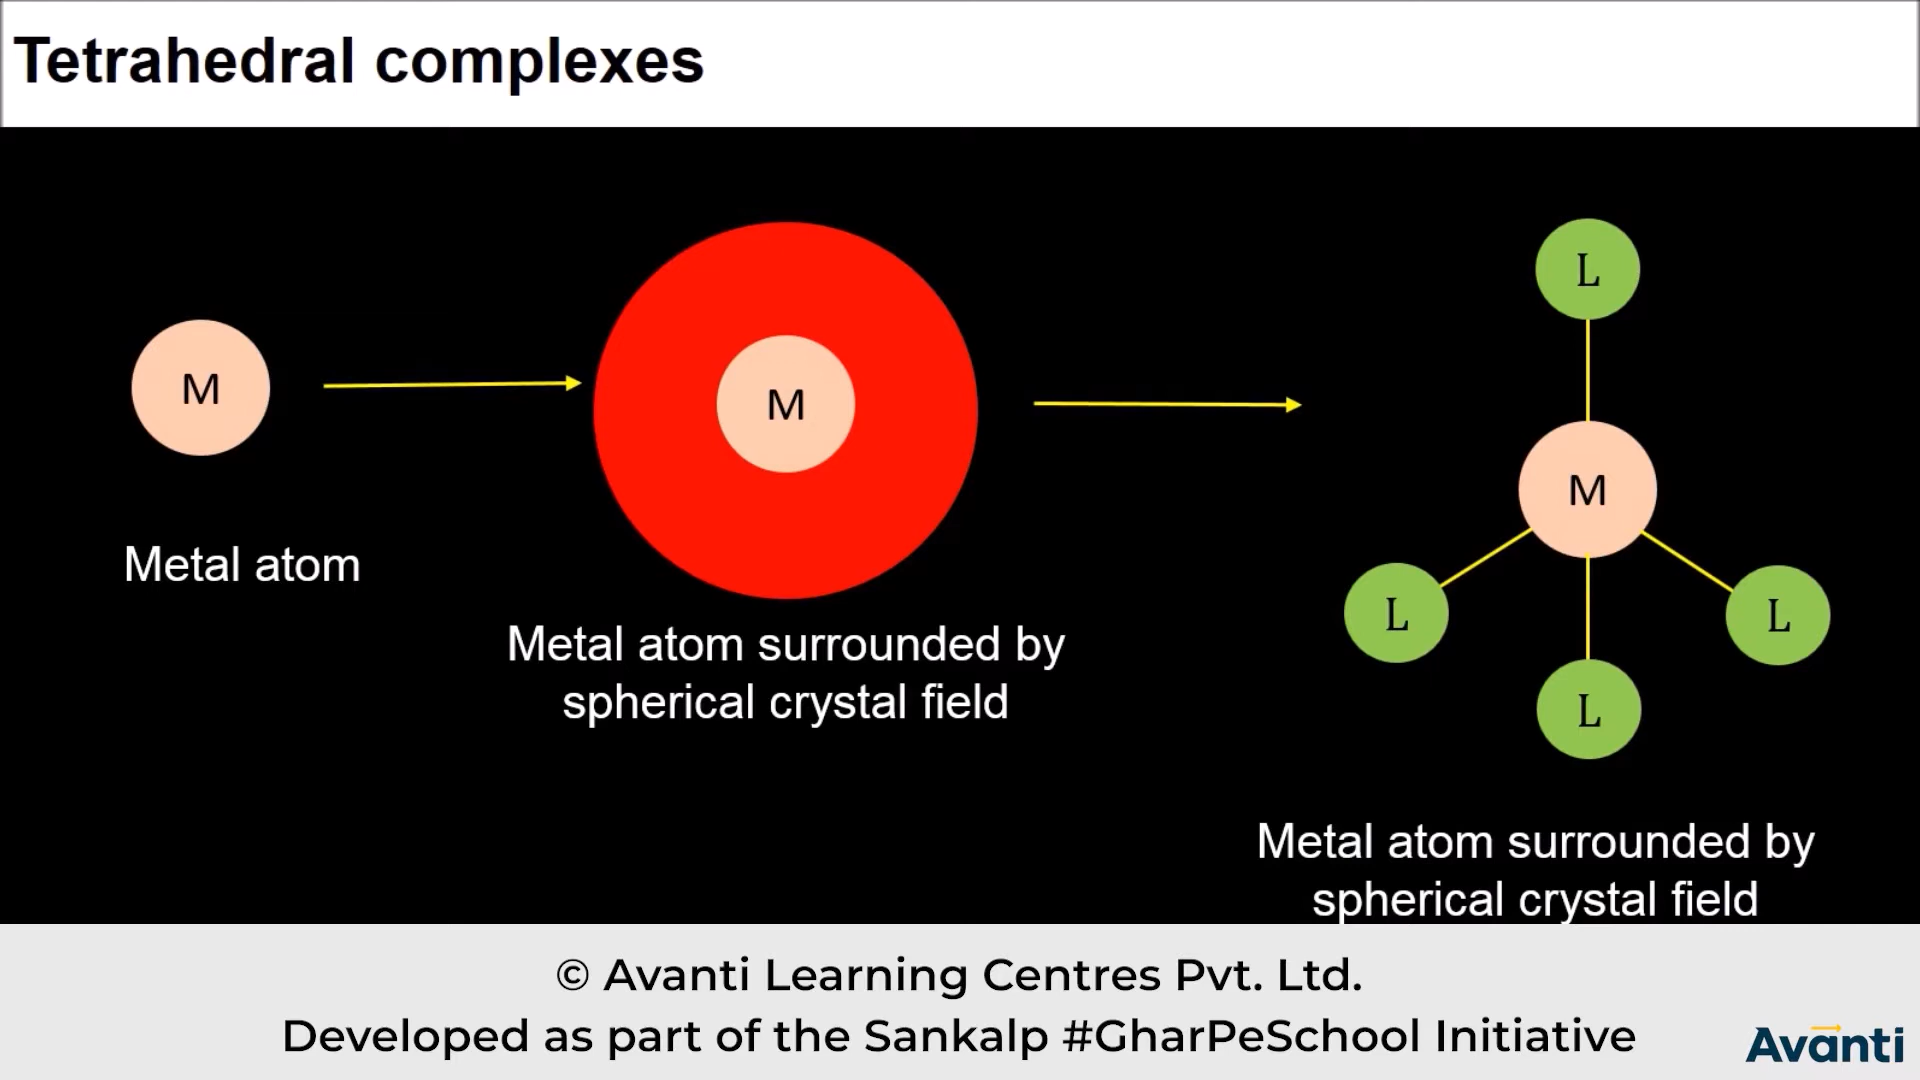 Tetrahedral complexes
M
Metal atom
M
Metal atom surrounded by
spherical crystal field
L
M
L
L
L
Metal atom surrounded by
spherical crystal field
© Avanti Learning Centres Pvt. Ltd.
Developed as part of the Sankalp #GharPeSchool Initiative
Avanti